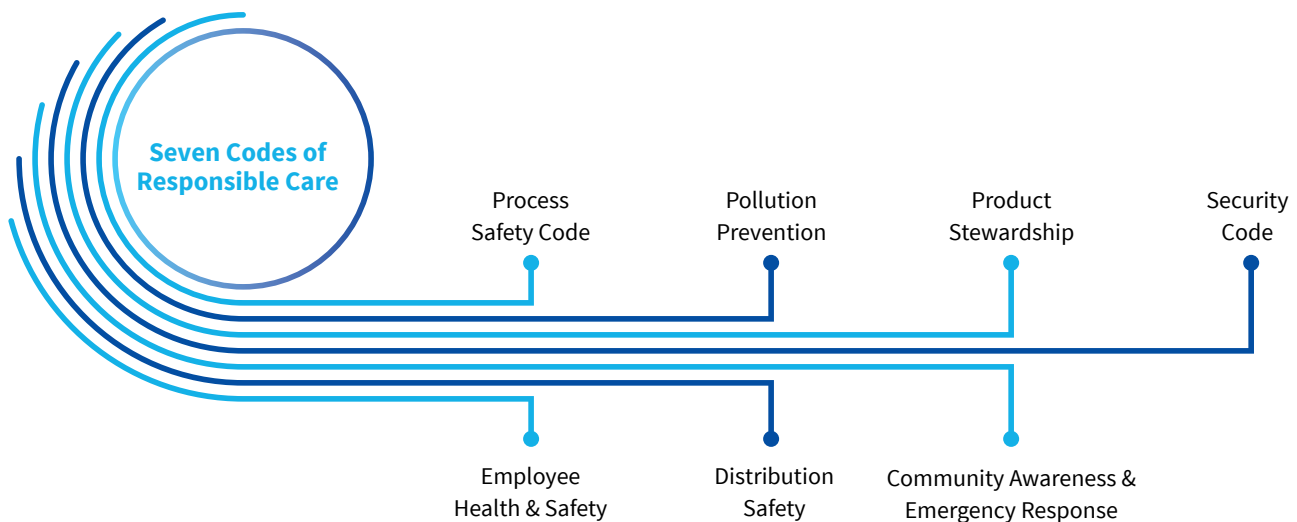 Seven Codes of
Responsible Care
Process
Safety Code
Pollution
Prevention
Product
Stewardship
Security
Code
Employee
Health & Safety
Distribution
Safety
Community Awareness &
Emergency Response